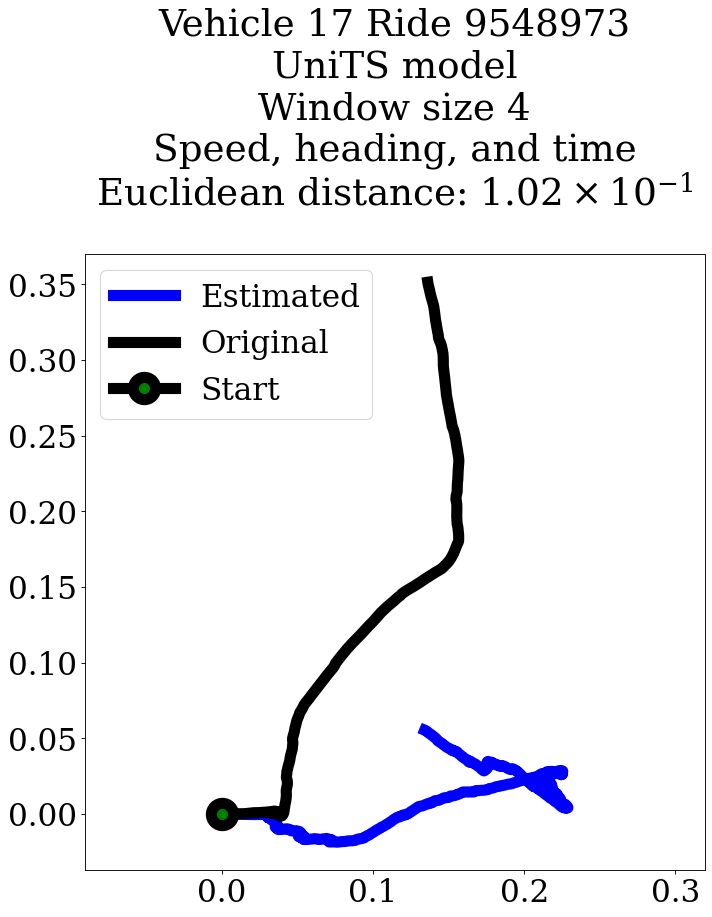 Vehicle 17 Ride 9548973
UniTS model
Window size 4
Speed, heading, and time
Euclidean distance: 1.02 × 10⁻¹
0.35
0.30
0.25
0.20
0.15
0.10
0.05
0.00
Estimated
Original
Start
0.0 0.1 0.2 0.3